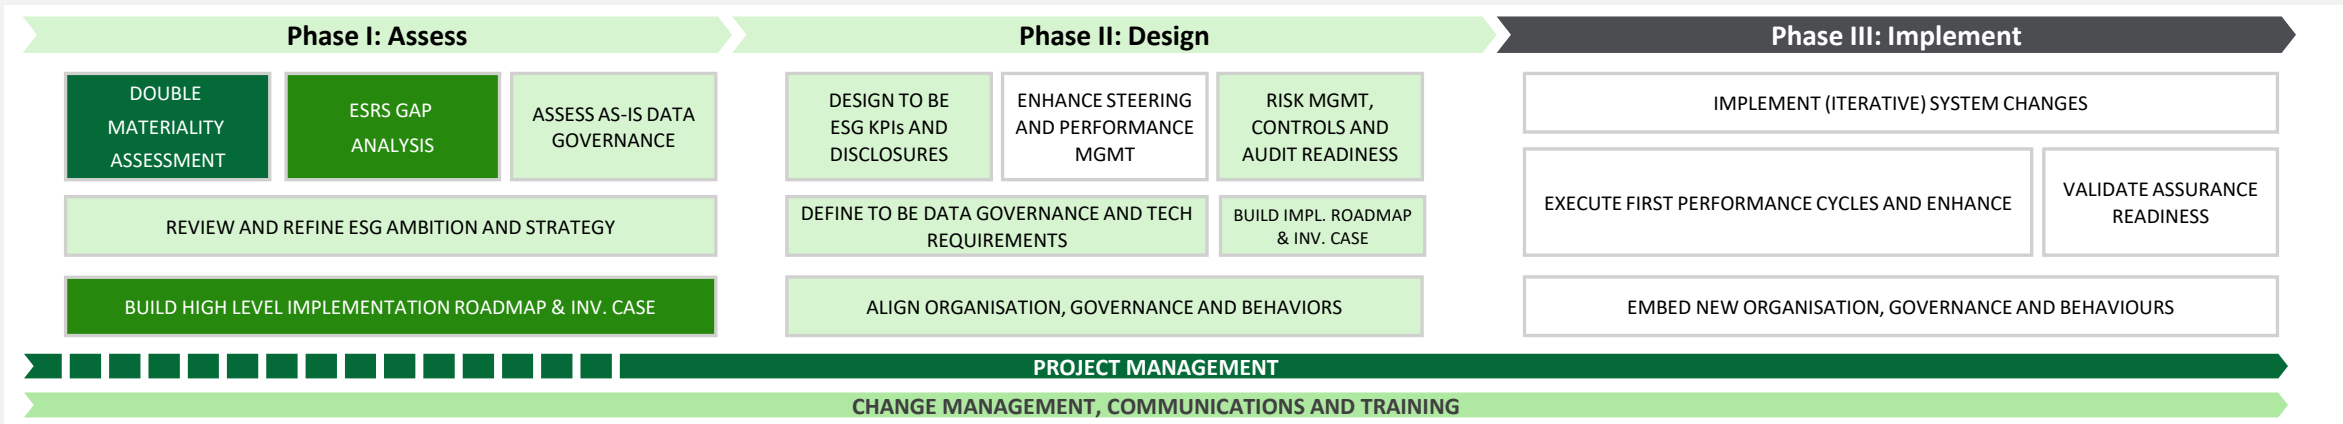 Phase I: Assess
Phase II: Design
Phase III: Implement
DOUBLE
MATERIALITY
ASSESSMENT
ESRS GAP
ANALYSIS
ASSESS AS-IS DATA
GOVERNANCE
REVIEW AND REFINE ESG AMBITION AND STRATEGY
BUILD HIGH LEVEL IMPLEMENTATION ROADMAP & INV. CASE
DESIGN TO BE
ESG KPIs AND
DISCLOSURES
ENHANCE STEERING
AND PERFORMANCE
MGMT
RISK MGMT,
CONTROLS AND
AUDIT READINESS
DEFINE TO BE DATA GOVERNANCE AND TECH
REQUIREMENTS
BUILD IMPL. ROADMAP
& INV. CASE
ALIGN ORGANISATION, GOVERNANCE AND BEHAVIORS
IMPLEMENT (ITERATIVE) SYSTEM CHANGES
EXECUTE FIRST PERFORMANCE CYCLES AND ENHANCE
VALIDATE ASSURANCE
READINESS
EMBED NEW ORGANISATION, GOVERNANCE AND BEHAVIOURS
PROJECT MANAGEMENT
CHANGE MANAGEMENT, COMMUNICATIONS AND TRAINING